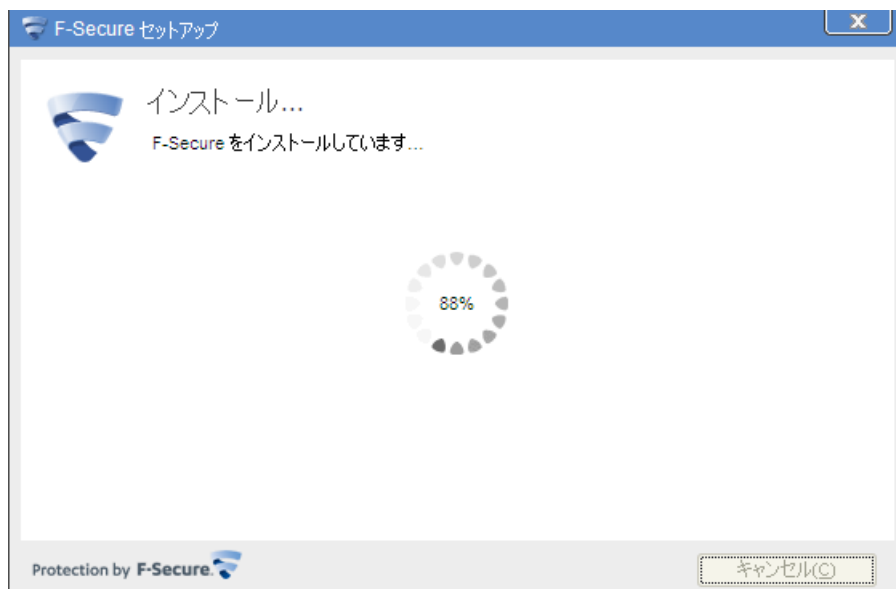 F-Secure セットアップ
インストール...
F-Secure をインストールしています...
88%
Protection by F-Secure.
キャンセル(C)